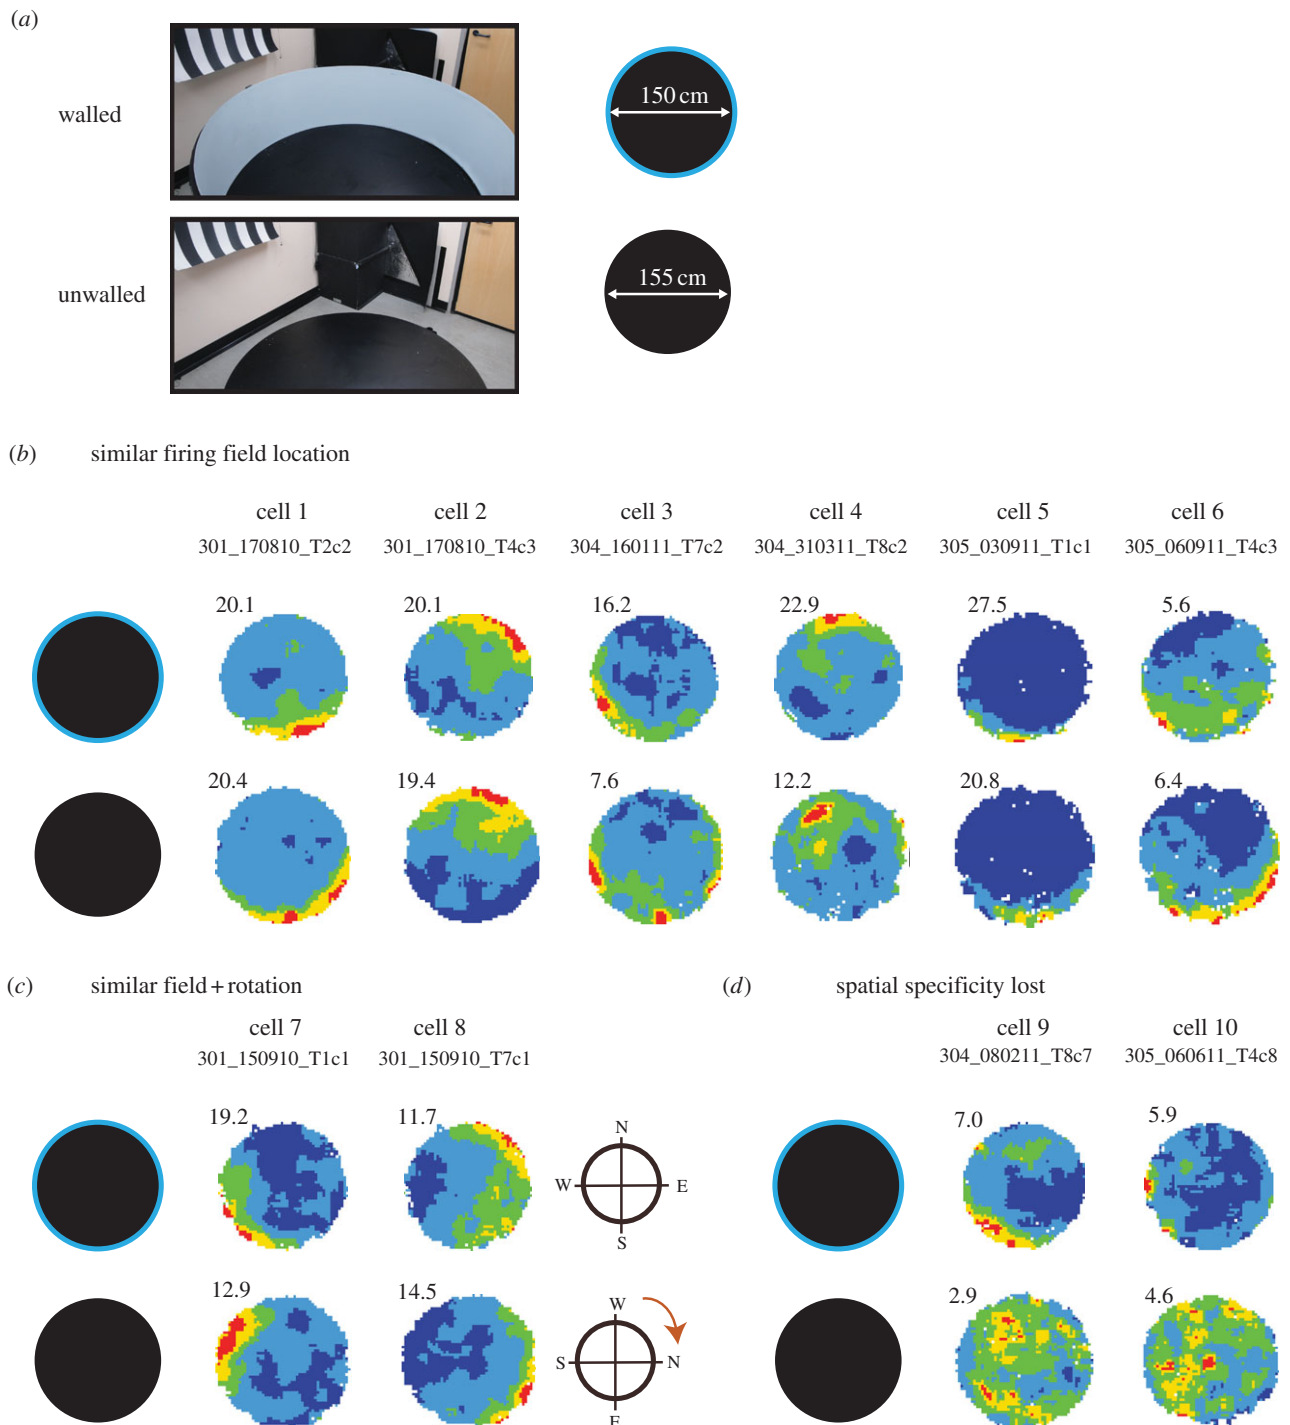 (a)
walled
150 cm
unwalled
155 cm
(b) similar firing field location
cell 1 cell 2 cell 3 cell 4 cell 5 cell 6
301_170810_T2c2 301_170810_T4c3 304_160111_T7c2 304_310311_T8c2 305_030911_T1c1 305_060911_T4c3
20.1 20.1 16.2 22.9 27.5 5.6
20.4 19.4 7.6 12.2 20.8 6.4
(c) similar field + rotation
cell 7 cell 8
301_150910_T1c1 301_150910_T7c1
19.2 11.7
N
W E
S
12.9 14.5
W
S N
E
(d) spatial specificity lost
cell 9 cell 10
304_080211_T8c7 305_060611_T4c8
7.0 5.9
2.9 4.6